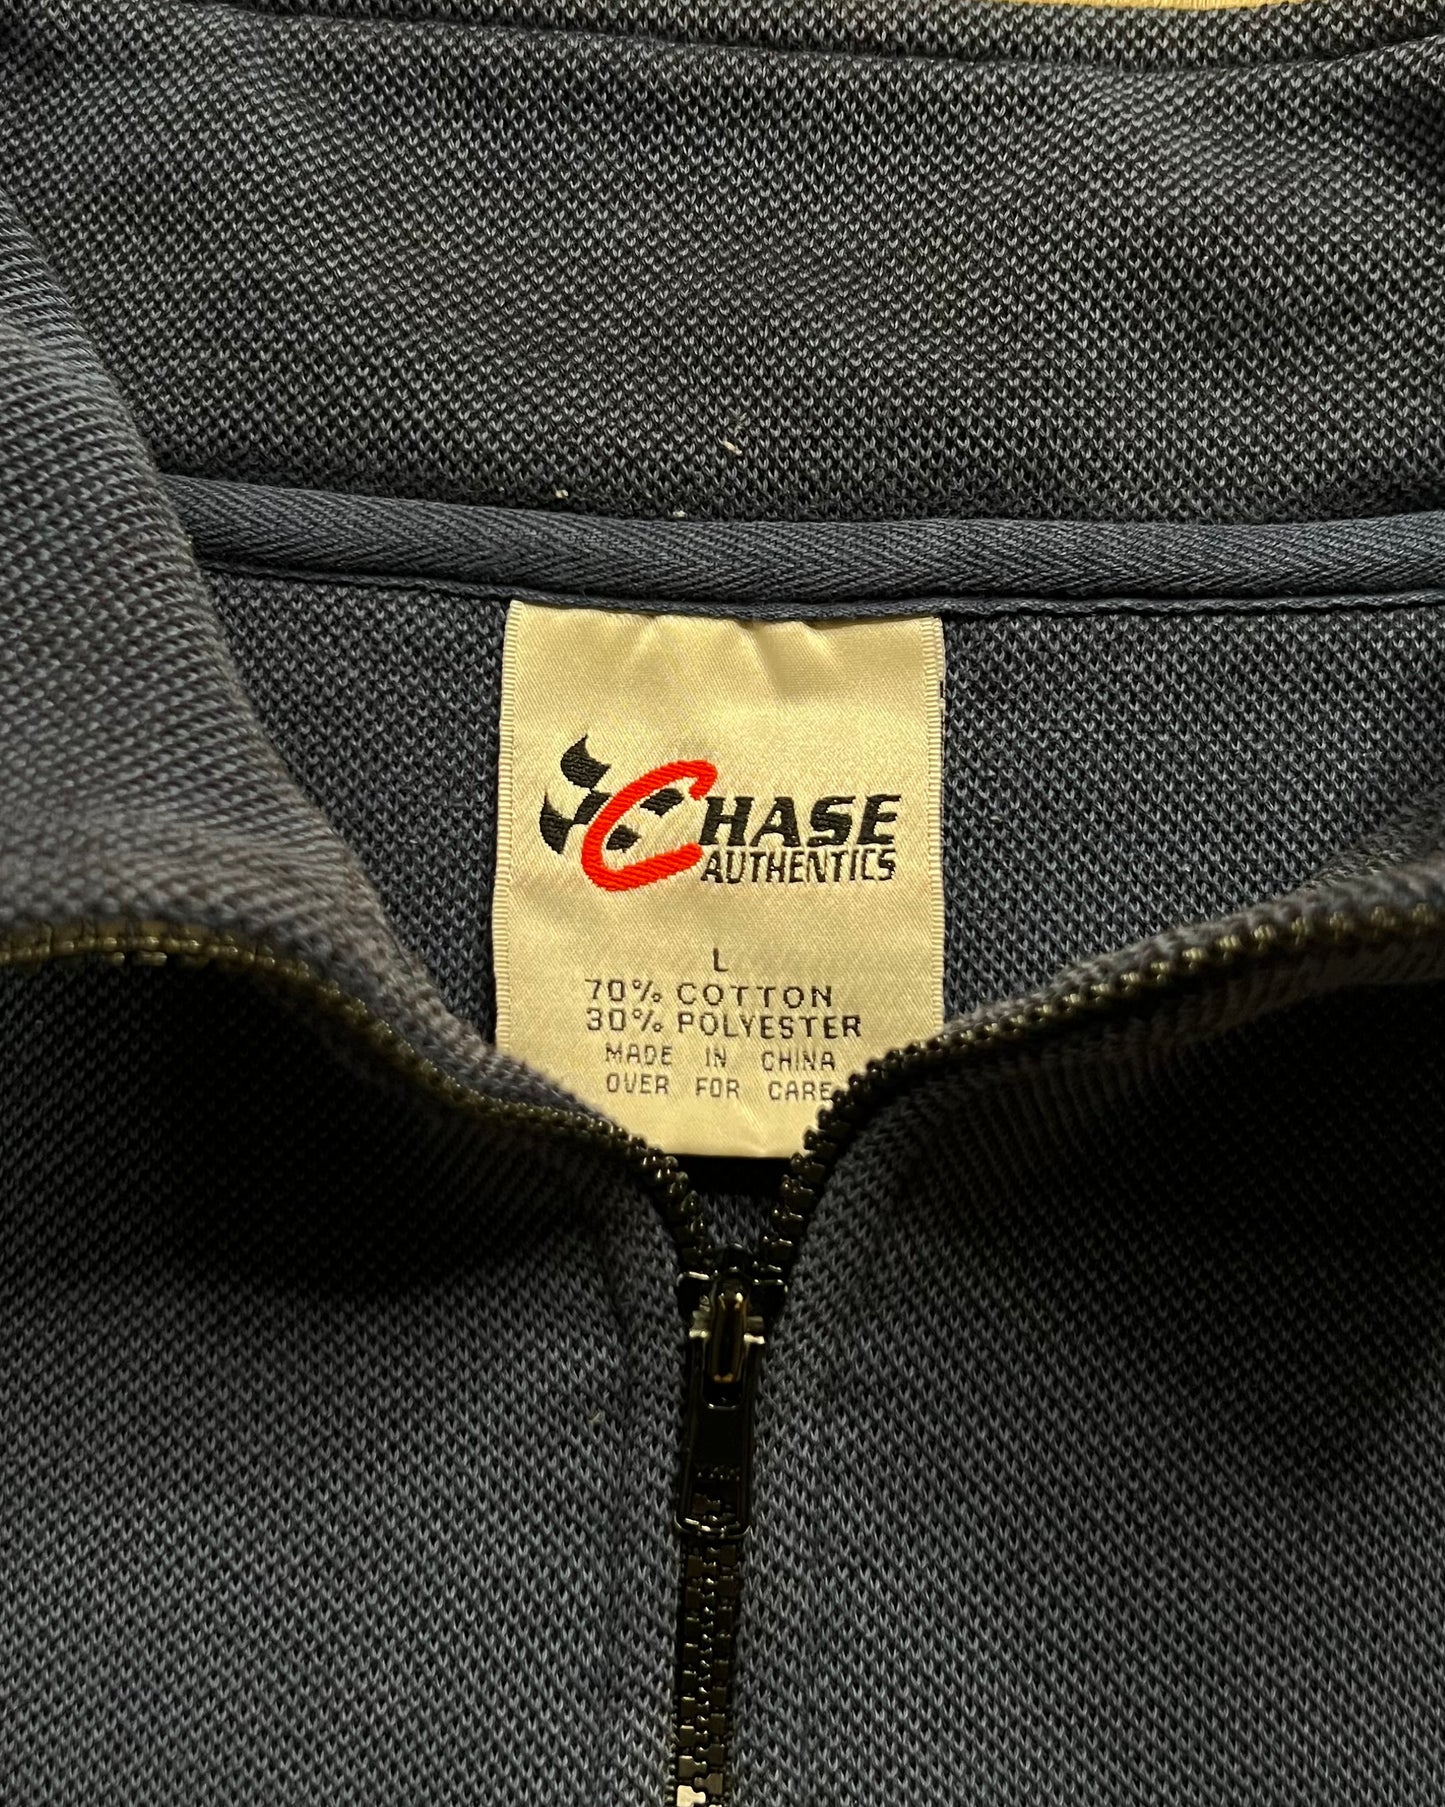 CHASE
AUTHENTICS
L
70% COTTON
30% POLYESTER
MADE IN CHINA
OVER FOR CARE